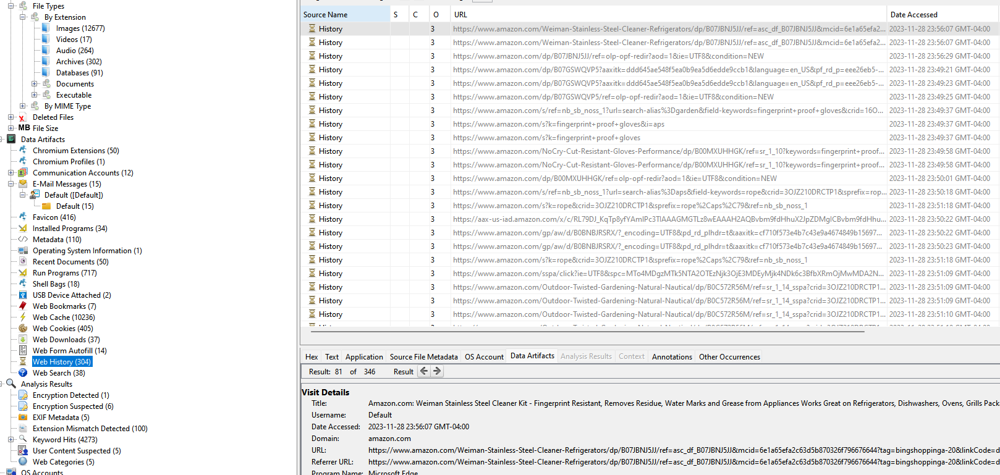 File Types
By Extension
Images (12677)
Videos (17)
Audio (264)
Archives (302)
Databases (91)
Documents
Executable
By MIME Type
Deleted Files
MB File Size
Data Artifacts
Chromium Extensions (50)
Chromium Profiles (1)
Communication Accounts (12)
E-Mail Messages (15)
Default ([Default])
Default (15)
Favicon (416)
Installed Programs (34)
Metadata (110)
Operating System Information (1)
Recent Documents (50)
Run Programs (717)
Shell Bags (18)
USB Device Attached (2)
Web Bookmarks (7)
Web Cache (10236)
Web Cookies (405)
Web Downloads (37)
Web Form Autofill (14)
Web History (304)
Web Search (38)
Analysis Results
Encryption Detected (1)
Encryption Suspected (6)
EXIF Metadata (5)
Extension Mismatch Detected (100)
Keyword Hits (4273)
User Content Suspected (5)
Web Categories (5)
OS Accounts
Source Name S C O URL Date Accessed
History 3 https://www.amazon.com/Weiman-Stainless-Steel-Cleaner-Refrigerators/dp/B07JBNJ5JJ/ref=asc_df_B07JBNJ5JJ&mcid=6e1a65efa2... 2023-11-28 23:56:07 GMT-04:00
History 3 https://www.amazon.com/Weiman-Stainless-Steel-Cleaner-Refrigerators/dp/B07JBNJ5JJ/ref=asc_df_B07JBNJ5JJ&mcid=6e1a65efa2... 2023-11-28 23:56:07 GMT-04:00
History 3 https://www.amazon.com/dp/B07JBNJ5JJ/ref=olp-opf-redir?aod=1&ie=UTF8&condition=NEW 2023-11-28 23:56:29 GMT-04:00
History 3 https://www.amazon.com/dp/B07GSWQVP5?aaxitk=ddd645ae548f5ea0b9ea5d6edde9ccb1&language=en_US&pf_rd_p=eee26eb5-... 2023-11-28 23:49:21 GMT-04:00
History 3 https://www.amazon.com/dp/B07GSWQVP5?aaxitk=ddd645ae548f5ea0b9ea5d6edde9ccb1&language=en_US&pf_rd_p=eee26eb5-... 2023-11-28 23:49:23 GMT-04:00
History 3 https://www.amazon.com/dp/B07GSWQVP5/ref=olp-opf-redir?aod=1&ie=UTF8&condition=NEW 2023-11-28 23:49:25 GMT-04:00
History 3 https://www.amazon.com/s/ref=nb_sb_noss_1?url=search-alias%3Dgarden&field-keywords=fingerprint+proof+gloves&crid=16O... 2023-11-28 23:49:37 GMT-04:00
History 3 https://www.amazon.com/s?k=fingerprint+proof+gloves&i=aps 2023-11-28 23:49:37 GMT-04:00
History 3 https://www.amazon.com/s?k=fingerprint+proof+gloves 2023-11-28 23:49:37 GMT-04:00
History 3 https://www.amazon.com/NoCry-Cut-Resistant-Gloves-Performance/dp/B00MXUHHGK/ref=sr_1_10?keywords=fingerprint+proof... 2023-11-28 23:49:58 GMT-04:00
History 3 https://www.amazon.com/NoCry-Cut-Resistant-Gloves-Performance/dp/B00MXUHHGK/ref=sr_1_10?keywords=fingerprint+proof... 2023-11-28 23:49:58 GMT-04:00
History 3 https://www.amazon.com/dp/B00MXUHHGK/ref=olp-opf-redir?aod=1&ie=UTF8&condition=NEW 2023-11-28 23:50:01 GMT-04:00
History 3 https://www.amazon.com/s/ref=nb_sb_noss_1?url=search-alias%3Daps&field-keywords=rope&crid=3OJZ210DRCTP1&sprefix=rop... 2023-11-28 23:50:18 GMT-04:00
History 3 https://www.amazon.com/s?k=rope&crid=3OJZ210DRCTP1&sprefix=rope%2Caps%2C79&ref=nb_sb_noss_1 2023-11-28 23:51:18 GMT-04:00
History 3 https://aax-us-iad.amazon.com/x/c/RL79DJ_KqTp8yfYAmIPc3TIAAAGMGTLz8wEAAAH2AQBvbm9fdHhuX2JpZDMgICBvbm9fdHhu... 2023-11-28 23:50:22 GMT-04:00
History 3 https://www.amazon.com/gp/aw/d/B0BNBJRSRX/?_encoding=UTF8&pd_rd_plhdr=t&aaxitk=cf710f573e4b7c43e9a4674849b15697... 2023-11-28 23:50:22 GMT-04:00
History 3 https://www.amazon.com/gp/aw/d/B0BNBJRSRX/?_encoding=UTF8&pd_rd_plhdr=t&aaxitk=cf710f573e4b7c43e9a4674849b15697... 2023-11-28 23:50:23 GMT-04:00
History 3 https://www.amazon.com/s?k=rope&crid=3OJZ210DRCTP1&sprefix=rope%2Caps%2C79&ref=nb_sb_noss_1 2023-11-28 23:51:18 GMT-04:00
History 3 https://www.amazon.com/sspa/click?ie=UTF8&spc=MTo4MDgzMTk5NTA2OTEzNjk3OjE3MDEyMjk4NDk6c3BfbXRmOjMwMDA2N... 2023-11-28 23:51:09 GMT-04:00
History 3 https://www.amazon.com/Outdoor-Twisted-Gardening-Natural-Nautical/dp/B0C572R56M/ref=sr_1_14_sspa?crid=3OJZ210DRCTP1... 2023-11-28 23:51:09 GMT-04:00
History 3 https://www.amazon.com/Outdoor-Twisted-Gardening-Natural-Nautical/dp/B0C572R56M/ref=sr_1_14_sspa?crid=3OJZ210DRCTP1... 2023-11-28 23:51:09 GMT-04:00
History 3 https://www.amazon.com/Outdoor-Twisted-Gardening-Natural-Nautical/dp/B0C572R56M/ref=sr_1_14_sspa?crid=3OJZ210DRCTP1... 2023-11-28 23:51:10 GMT-04:00
Hex Text Application Source File Metadata OS Account Data Artifacts Analysis Results Context Annotations Other Occurrences
Result: 81 of 346 Result
Visit Details
Title: Amazon.com: Weiman Stainless Steel Cleaner Kit - Fingerprint Resistant, Removes Residue, Water Marks and Grease from Appliances Works Great on Refrigerators, Dishwashers, Ovens, Grills Pack
Username: Default
Date Accessed: 2023-11-28 23:56:07 GMT-04:00
Domain: amazon.com
URL: https://www.amazon.com/Weiman-Stainless-Steel-Cleaner-Refrigerators/dp/B07JBNJ5JJ/ref=asc_df_B07JBNJ5JJ&mcid=6e1a65efa2c63d5b870326f796676644?tag=bingshoppinga-20&linkCode=d
Referrer URL: https://www.amazon.com/Weiman-Stainless-Steel-Cleaner-Refrigerators/dp/B07JBNJ5JJ/ref=asc_df_B07JBNJ5JJ&mcid=6e1a65efa2c63d5b870326f796676644?tag=bingshoppinga-20&linkCode=d
Program Name: Microsoft Edge